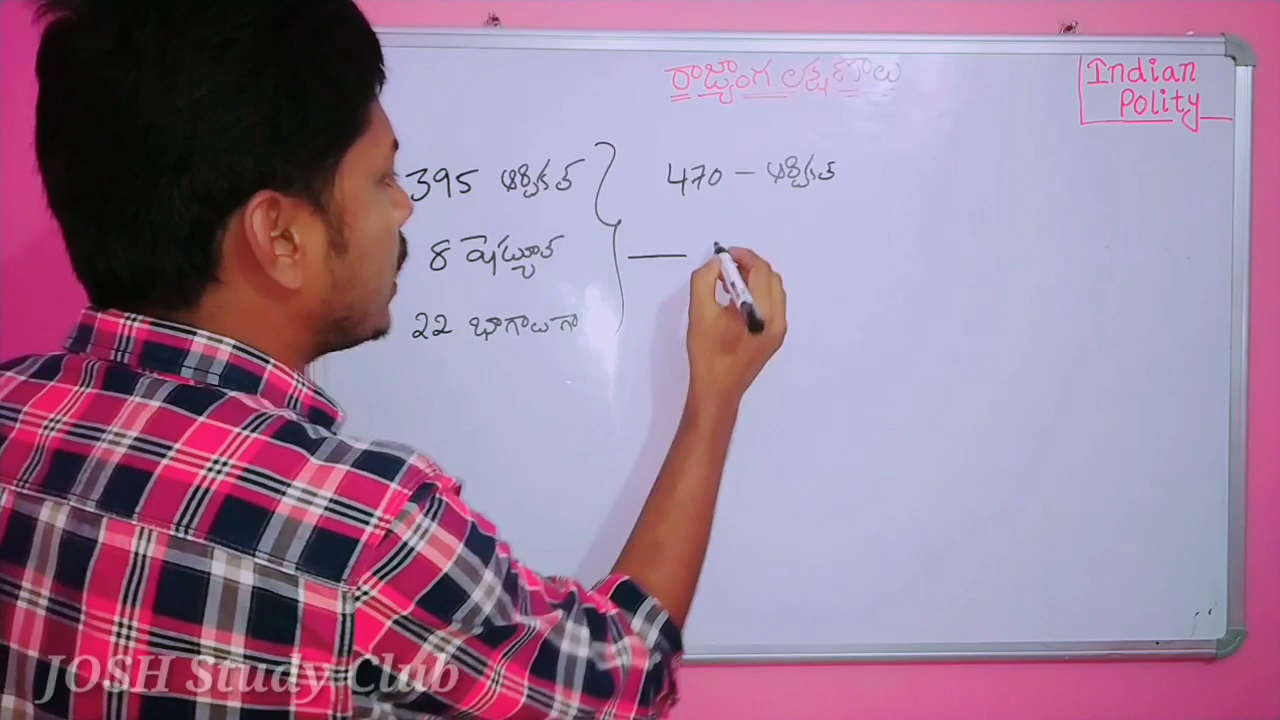 రాజ్యాంగ లక్షణాలు
Indian
Polity
395 ఆర్టికల్
470 - ఆర్టికల్
8 షెడ్యూల్
22 భాగాలుగా
JOSH Study Club